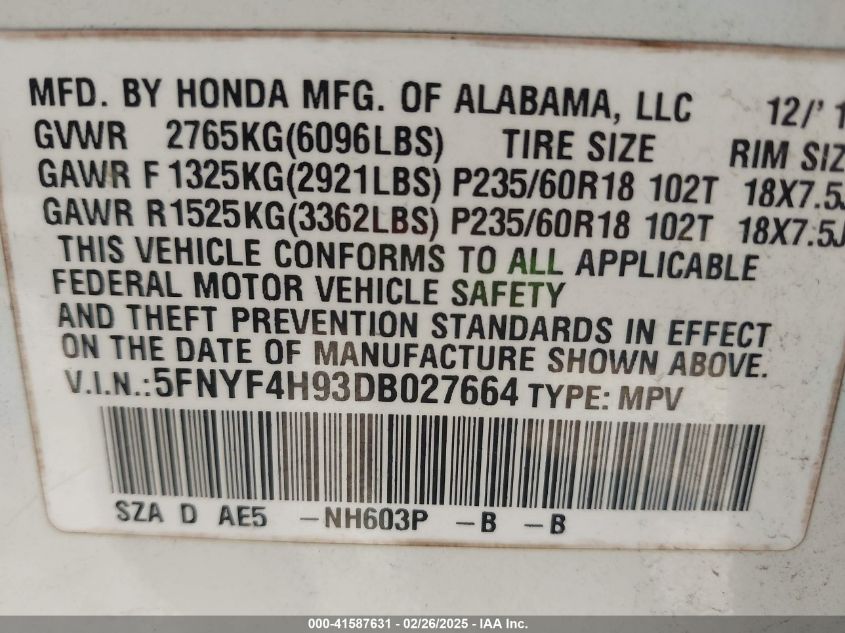 MFD. BY HONDA MFG. OF ALABAMA, LLC 12/'1
GVWR 2765KG(6096LBS) TIRE SIZE RIM SIZ
GAWR F 1325KG(2921LBS) P235/60R18 102T 18X7.5J
GAWR R 1525KG(3362LBS) P235/60R18 102T 18X7.5J
THIS VEHICLE CONFORMS TO ALL APPLICABLE
FEDERAL MOTOR VEHICLE SAFETY
AND THEFT PREVENTION STANDARDS IN EFFECT
ON THE DATE OF MANUFACTURE SHOWN ABOVE.
V.I.N.:5FNYF4H93DB027664 TYPE: MPV
SZA D AE5 -NH603P -B -B
000-41587631 - 02/26/2025 - IAA Inc.